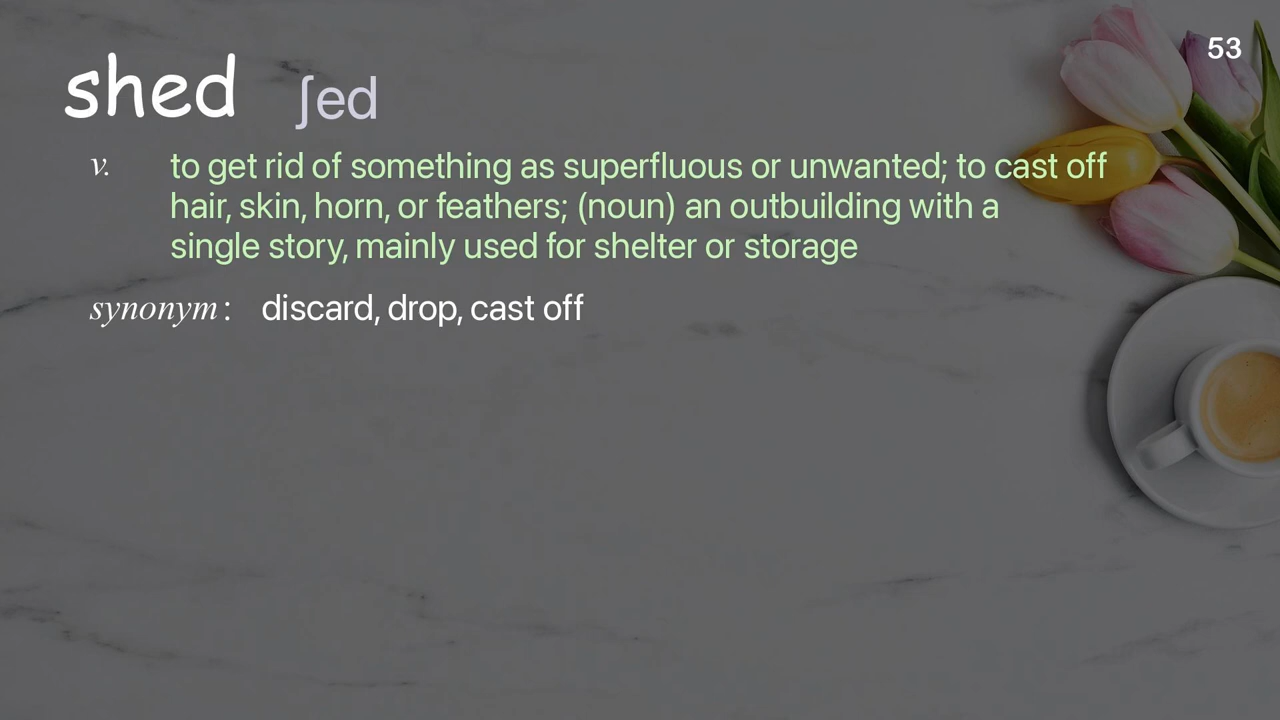 53
shed ʃed
v. to get rid of something as superfluous or unwanted; to cast off
hair, skin, horn, or feathers; (noun) an outbuilding with a
single story, mainly used for shelter or storage
synonym: discard, drop, cast off